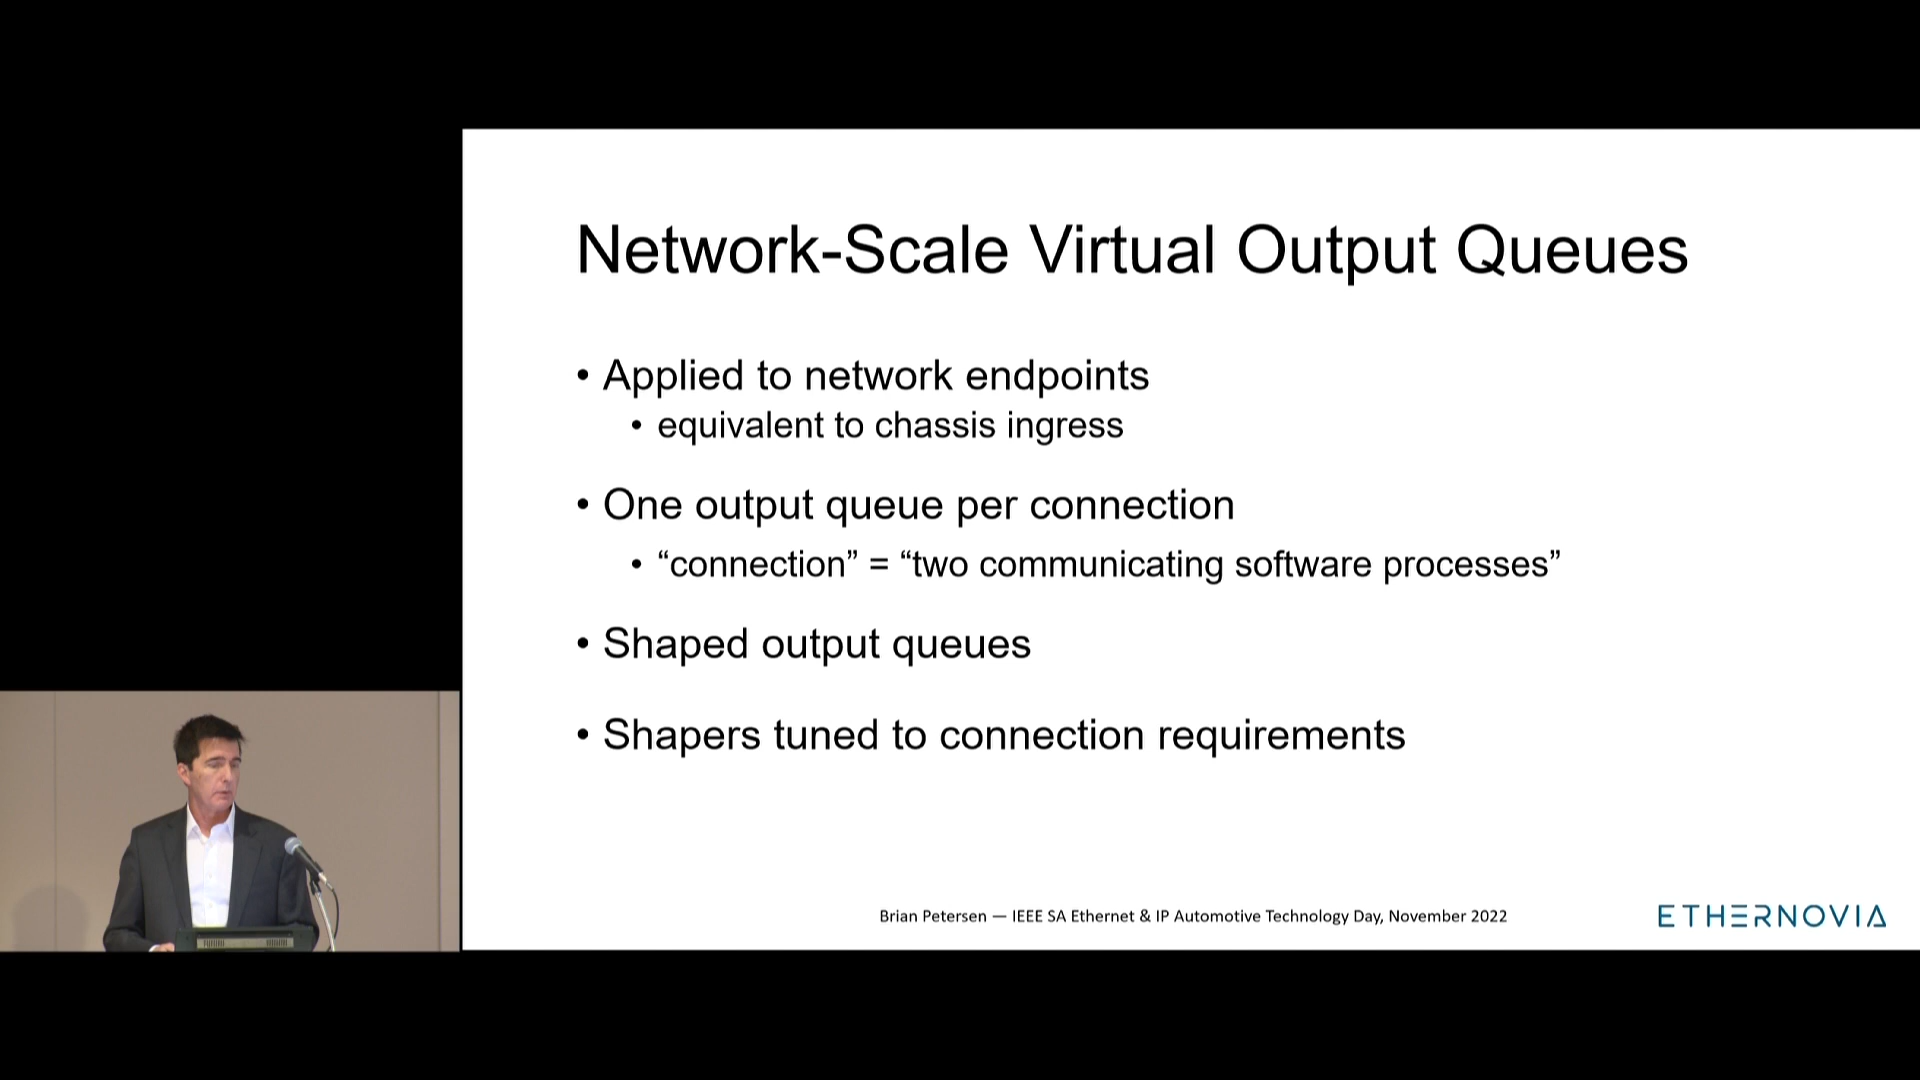 Network-Scale Virtual Output Queues
• Applied to network endpoints
• equivalent to chassis ingress
• One output queue per connection
• “connection” = “two communicating software processes”
• Shaped output queues
• Shapers tuned to connection requirements
Brian Petersen — IEEE SA Ethernet & IP Automotive Technology Day, November 2022
ETHERNOVIA